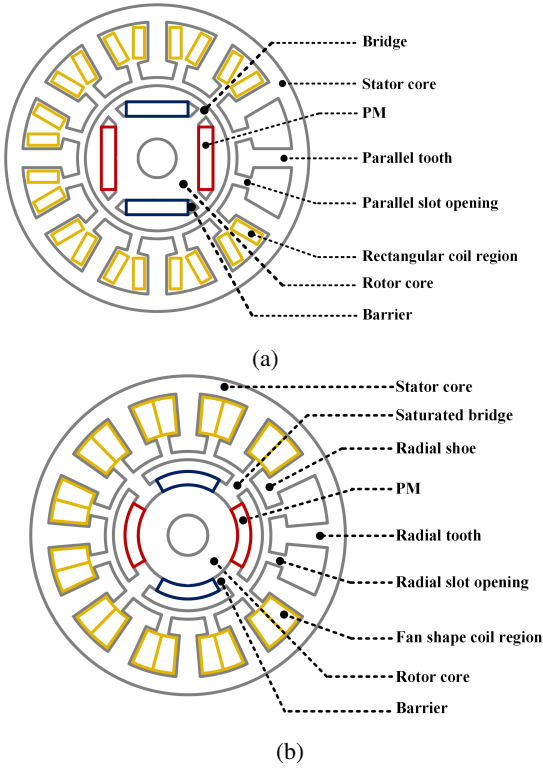 Bridge
Stator core
PM
Parallel tooth
Parallel slot opening
Rectangular coil region
Rotor core
Barrier
(a)
Stator core
Saturated bridge
Radial shoe
PM
Radial tooth
Radial slot opening
Fan shape coil region
Rotor core
Barrier
(b)